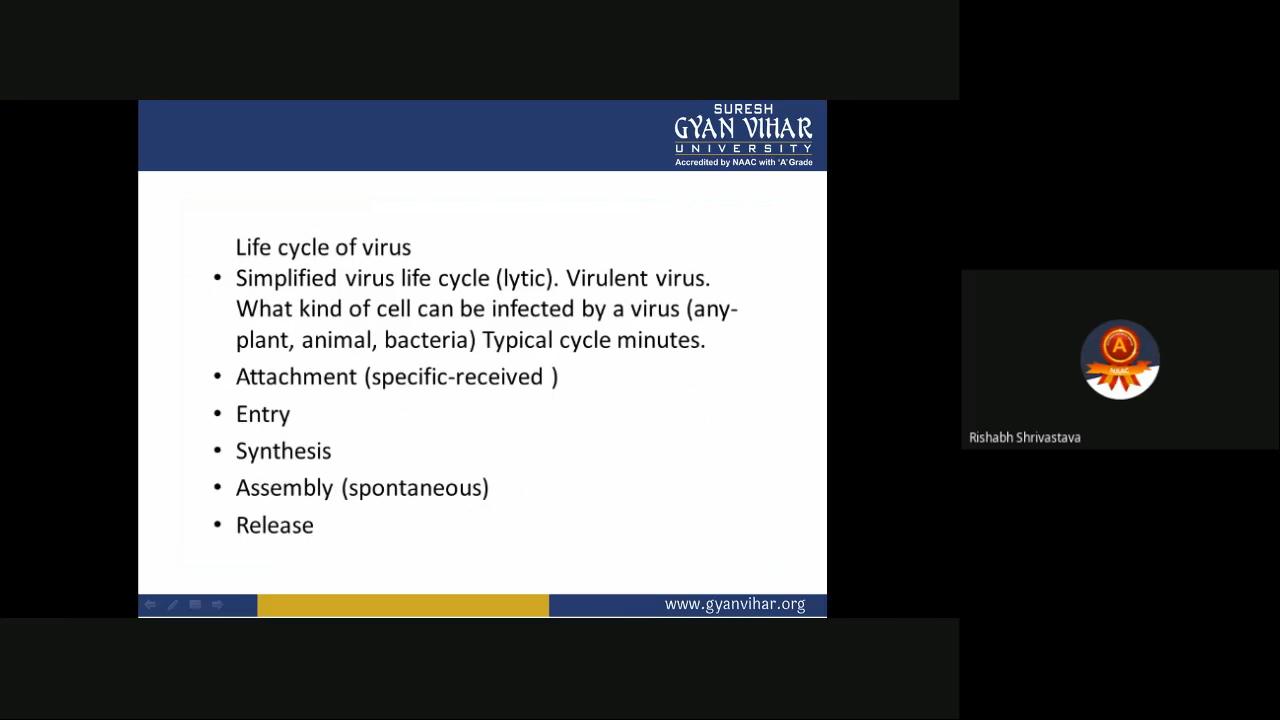 SURESH
GYAN VIHAR
UNIVERSITY
Accredited by NAAC with 'A' Grade
Life cycle of virus
• Simplified virus life cycle (lytic). Virulent virus.
What kind of cell can be infected by a virus (any-
plant, animal, bacteria) Typical cycle minutes.
• Attachment (specific-received )
• Entry
• Synthesis
• Assembly (spontaneous)
• Release
www.gyanvihar.org
A
NAAC
Rishabh Shrivastava